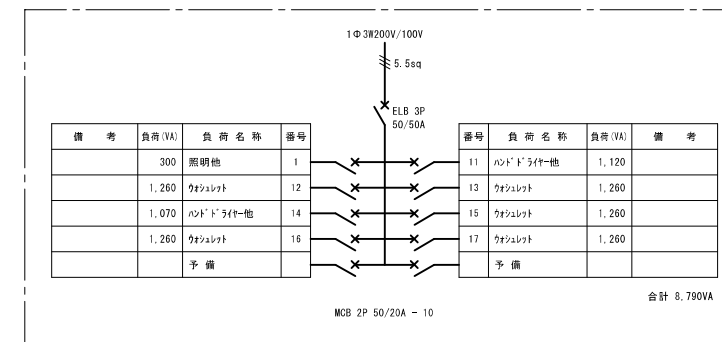 1Φ3W200V/100V
5.5sq
ELB 3P
50/50A
備 考 負荷(VA) 負 荷 名 称 番号
300 照明他 1
1,260 ウォシュレット 12
1,070 ハンドドライヤー他 14
1,260 ウォシュレット 16
予 備
番号 負 荷 名 称 負荷(VA) 備 考
11 ハンドドライヤー他 1,120
13 ウォシュレット 1,260
15 ウォシュレット 1,260
17 ウォシュレット 1,260
予 備
合計 8,790VA
MCB 2P 50/20A - 10